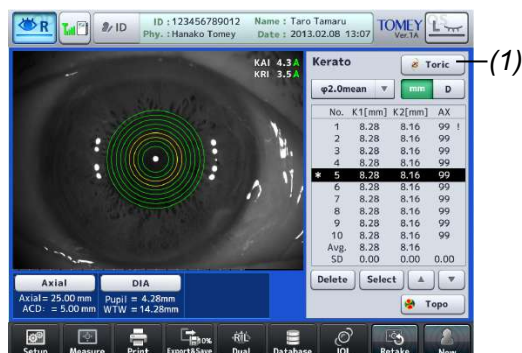 R
ID
ID : 123456789012 Name : Taro Tamaru
Phy. : Hanako Tomey Date : 2013.02.08 13:07
TOMEY
Ver.1A
L
KAI 4.3 A
KRI 3.5 A
Kerato
Toric
(1)
φ2.0mean ▼ mm D
No. K1[mm] K2[mm] AX
1 8.28 8.16 99 !
2 8.28 8.16 99
3 8.28 8.16 99
4 8.28 8.16 99
* 5 8.28 8.16 99
6 8.28 8.16 99
7 8.28 8.16 99
8 8.28 8.16 99
9 8.28 8.16 99
10 8.28 8.16 99
Avg. 8.28 8.16
SD 0.00 0.00 0.00
Delete Select ▲ ▼
Topo
Axial
Axial = 25.00 mm
ACD: = 5.00 mm
DIA
Pupil = 4.28mm
WTW = 14.28mm
0%
RTL
Setup Measure Print Export&Save Dual Database IOL Retake New